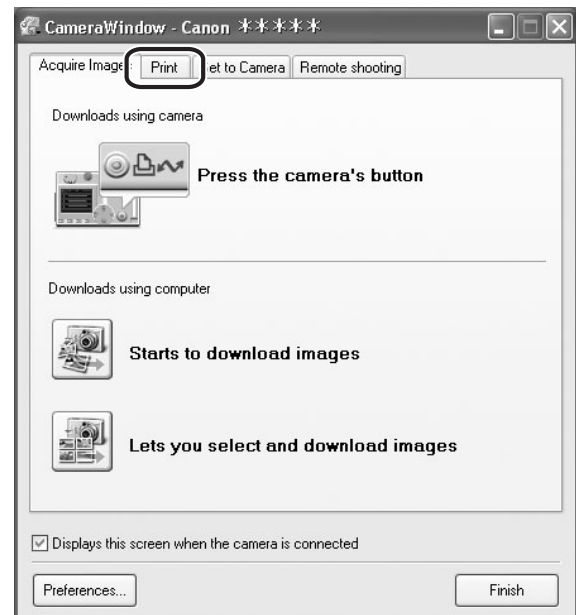 CameraWindow - Canon *****
Acquire Image Print et to Camera Remote shooting
Downloads using camera
Press the camera's button
Downloads using computer
Starts to download images
Lets you select and download images
Displays this screen when the camera is connected
Preferences...
Finish